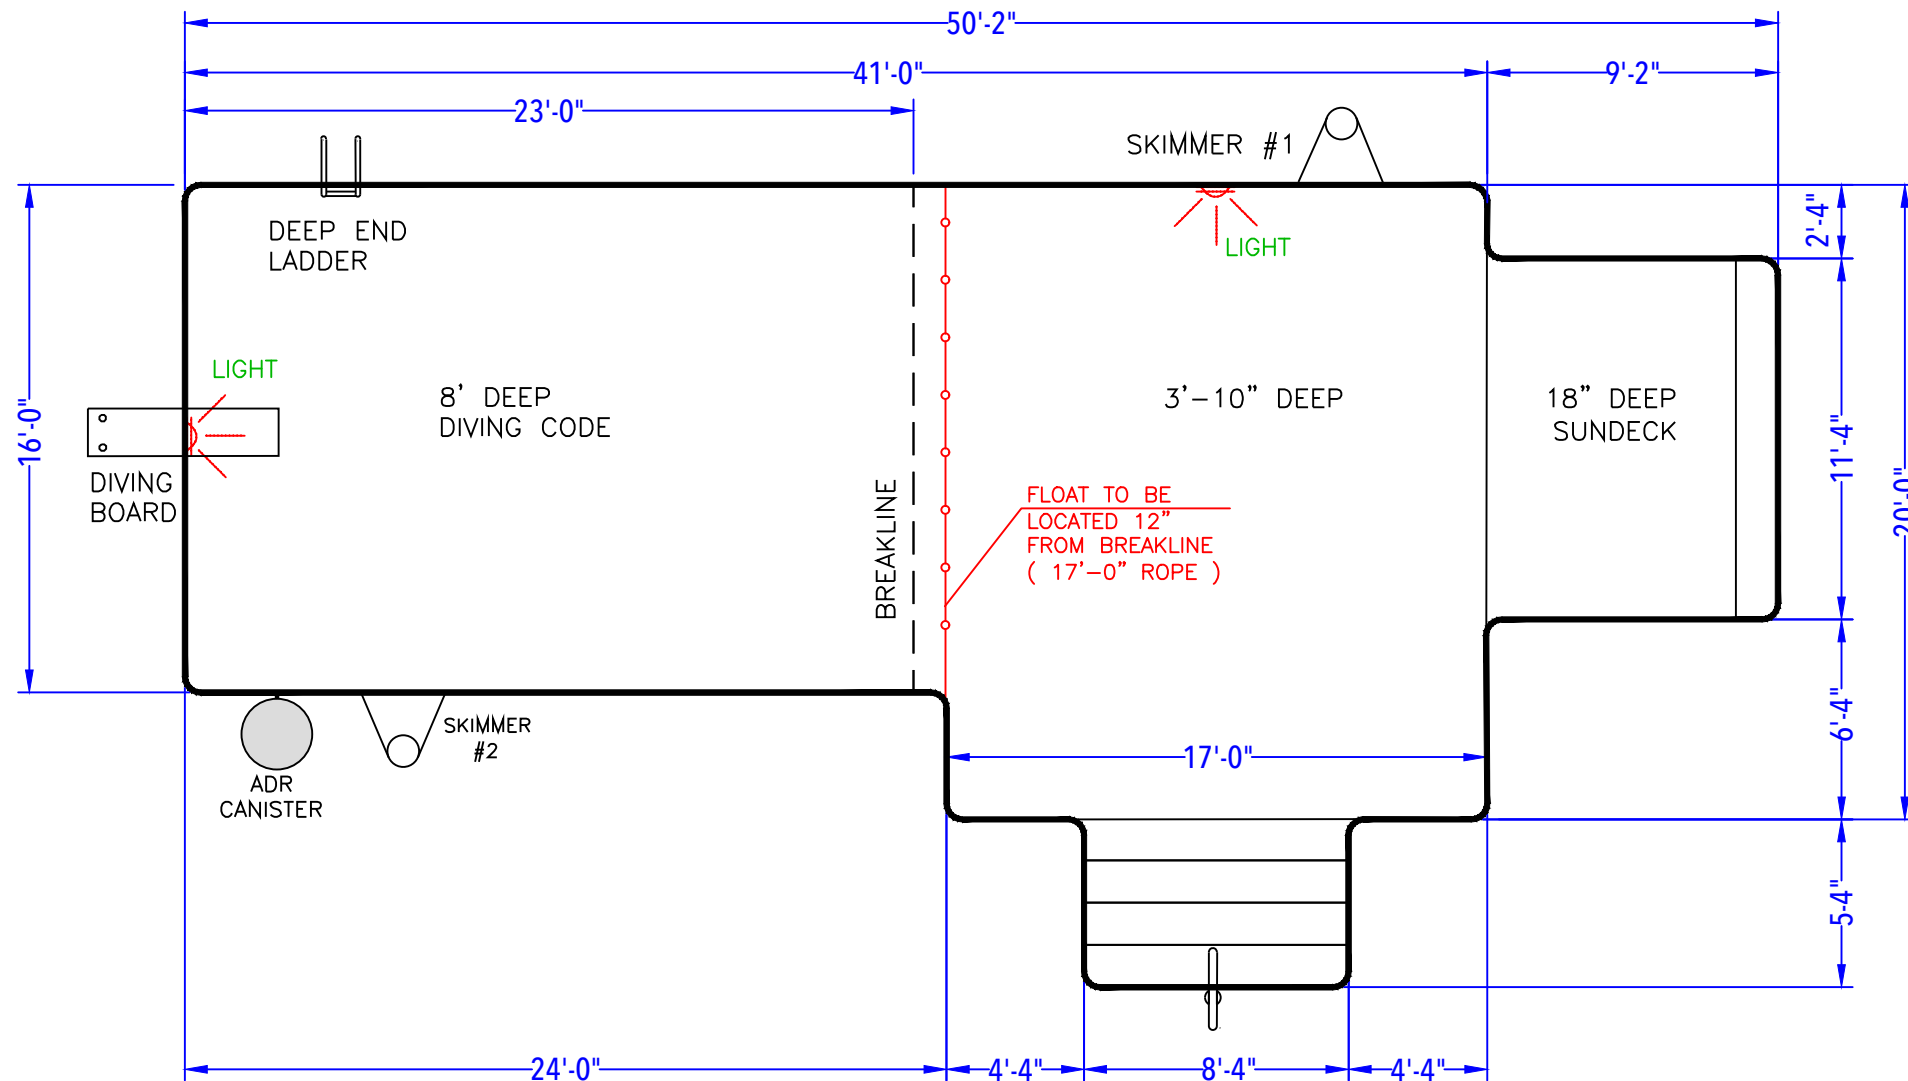 50'-2"
41'-0"
9'-2"
23'-0"
SKIMMER #1
2'-4"
DEEP END
LADDER
LIGHT
LIGHT
8' DEEP
DIVING CODE
3'-10" DEEP
18" DEEP
SUNDECK
16'-0"
11'-4"
20'-0"
DIVING
BOARD
BREAKLINE
FLOAT TO BE
LOCATED 12"
FROM BREAKLINE
( 17'-0" ROPE )
SKIMMER
#2
6'-4"
17'-0"
ADR
CANISTER
5'-4"
24'-0"
4'-4"
8'-4"
4'-4"